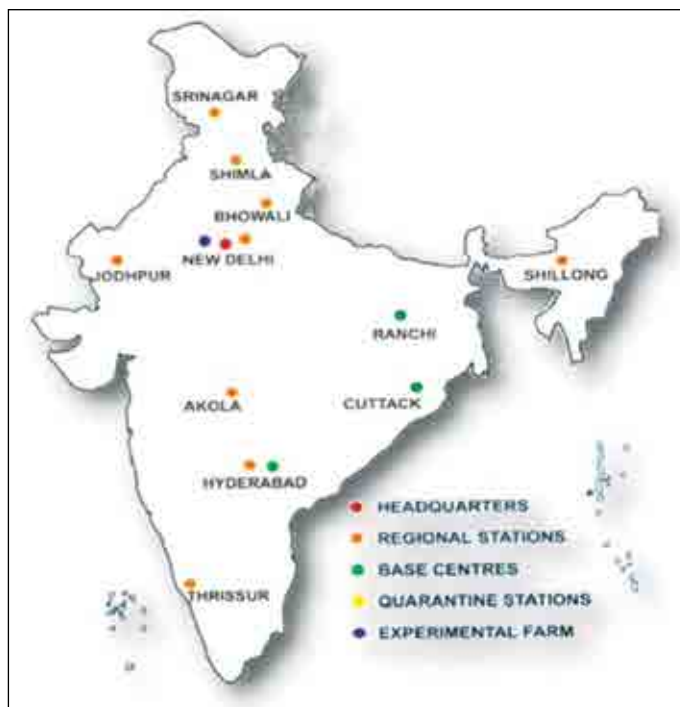 SRINAGAR
SHIMLA
BHOWALI
NEW DELHI
JODHPUR
SHILLONG
RANCHI
AKOLA
CUTTACK
HYDERABAD
HEADQUARTERS
REGIONAL STATIONS
BASE CENTRES
THRISSUR
QUARANTINE STATIONS
EXPERIMENTAL FARM